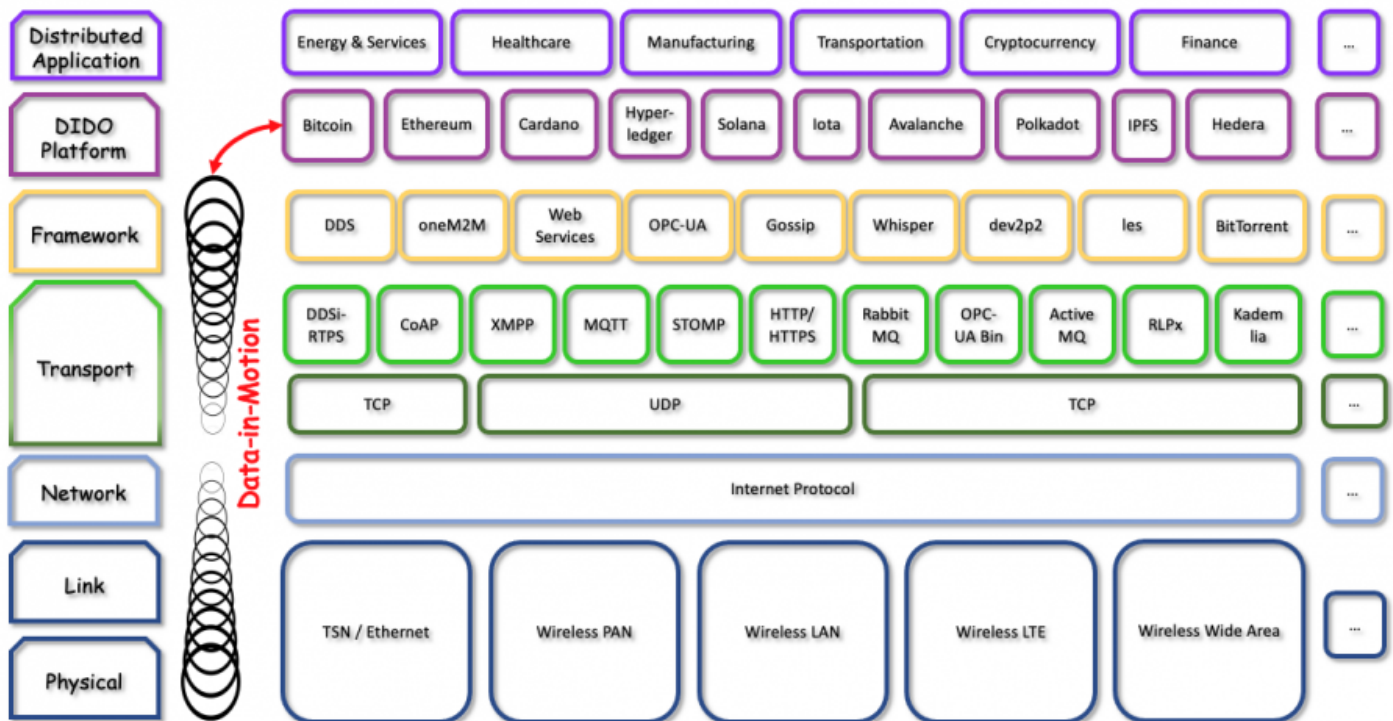 Distributed
Application
Energy & Services
Healthcare
Manufacturing
Transportation
Cryptocurrency
Finance
...
DIDO
Platform
Bitcoin
Ethereum
Cardano
Hyper-
ledger
Solana
Iota
Avalanche
Polkadot
IPFS
Hedera
...
Framework
DDS
oneM2M
Web
Services
OPC-UA
Gossip
Whisper
dev2p2
les
BitTorrent
...
Transport
DDSi-
RTPS
CoAP
XMPP
MQTT
STOMP
HTTP/
HTTPS
Rabbit
MQ
OPC-
UA Bin
Active
MQ
RLPx
Kadem
lia
...
TCP
UDP
TCP
...
Data-in-Motion
Network
Internet Protocol
...
Link
Physical
TSN / Ethernet
Wireless PAN
Wireless LAN
Wireless LTE
Wireless Wide Area
...